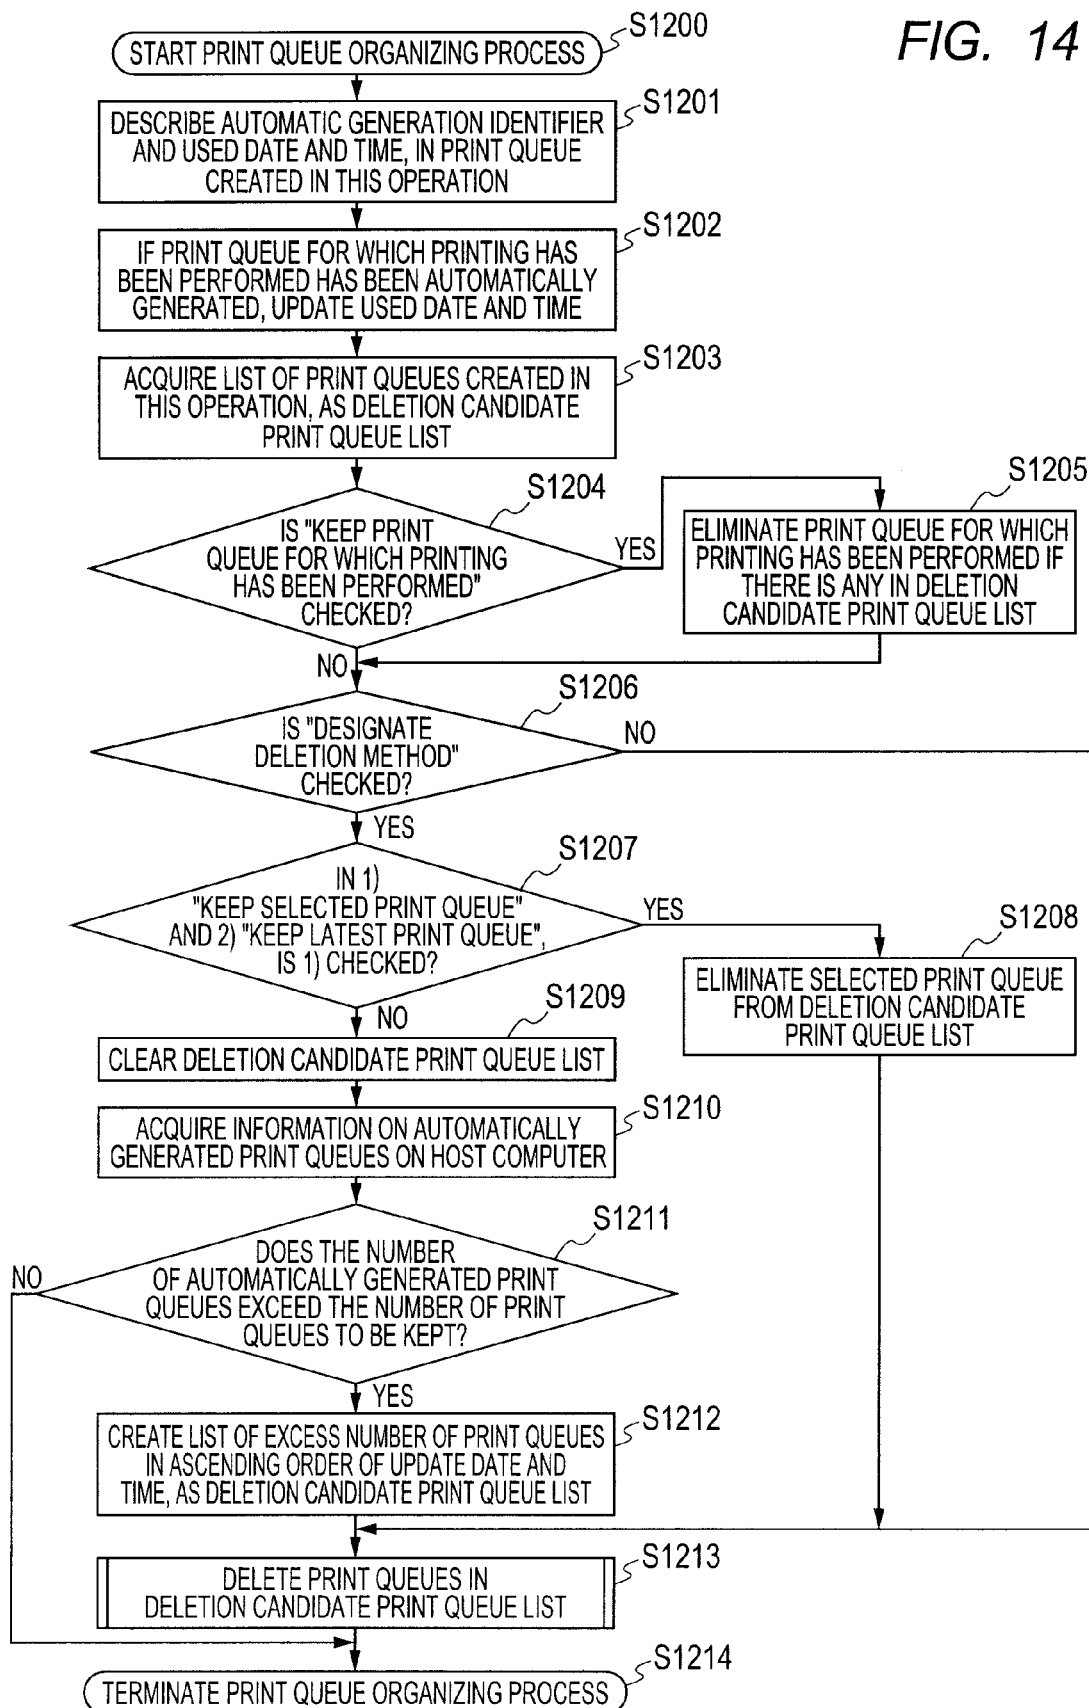 FIG. 14
S1200
START PRINT QUEUE ORGANIZING PROCESS
S1201
DESCRIBE AUTOMATIC GENERATION IDENTIFIER
AND USED DATE AND TIME, IN PRINT QUEUE
CREATED IN THIS OPERATION
S1202
IF PRINT QUEUE FOR WHICH PRINTING HAS
BEEN PERFORMED HAS BEEN AUTOMATICALLY
GENERATED, UPDATE USED DATE AND TIME
S1203
ACQUIRE LIST OF PRINT QUEUES CREATED IN
THIS OPERATION, AS DELETION CANDIDATE
PRINT QUEUE LIST
S1204
IS "KEEP PRINT
QUEUE FOR WHICH PRINTING
HAS BEEN PERFORMED"
CHECKED?
YES
S1205
ELIMINATE PRINT QUEUE FOR WHICH
PRINTING HAS BEEN PERFORMED IF
THERE IS ANY IN DELETION
CANDIDATE PRINT QUEUE LIST
NO
S1206
IS "DESIGNATE
DELETION METHOD"
CHECKED?
NO
YES
S1207
IN 1)
"KEEP SELECTED PRINT QUEUE"
AND 2) "KEEP LATEST PRINT QUEUE",
IS 1) CHECKED?
YES
S1208
ELIMINATE SELECTED PRINT QUEUE
FROM DELETION CANDIDATE
PRINT QUEUE LIST
NO
S1209
CLEAR DELETION CANDIDATE PRINT QUEUE LIST
S1210
ACQUIRE INFORMATION ON AUTOMATICALLY
GENERATED PRINT QUEUES ON HOST COMPUTER
S1211
DOES THE NUMBER
OF AUTOMATICALLY GENERATED PRINT
QUEUES EXCEED THE NUMBER OF PRINT
QUEUES TO BE KEPT?
NO
YES
S1212
CREATE LIST OF EXCESS NUMBER OF PRINT QUEUES
IN ASCENDING ORDER OF UPDATE DATE AND
TIME, AS DELETION CANDIDATE PRINT QUEUE LIST
S1213
DELETE PRINT QUEUES IN
DELETION CANDIDATE PRINT QUEUE LIST
S1214
TERMINATE PRINT QUEUE ORGANIZING PROCESS